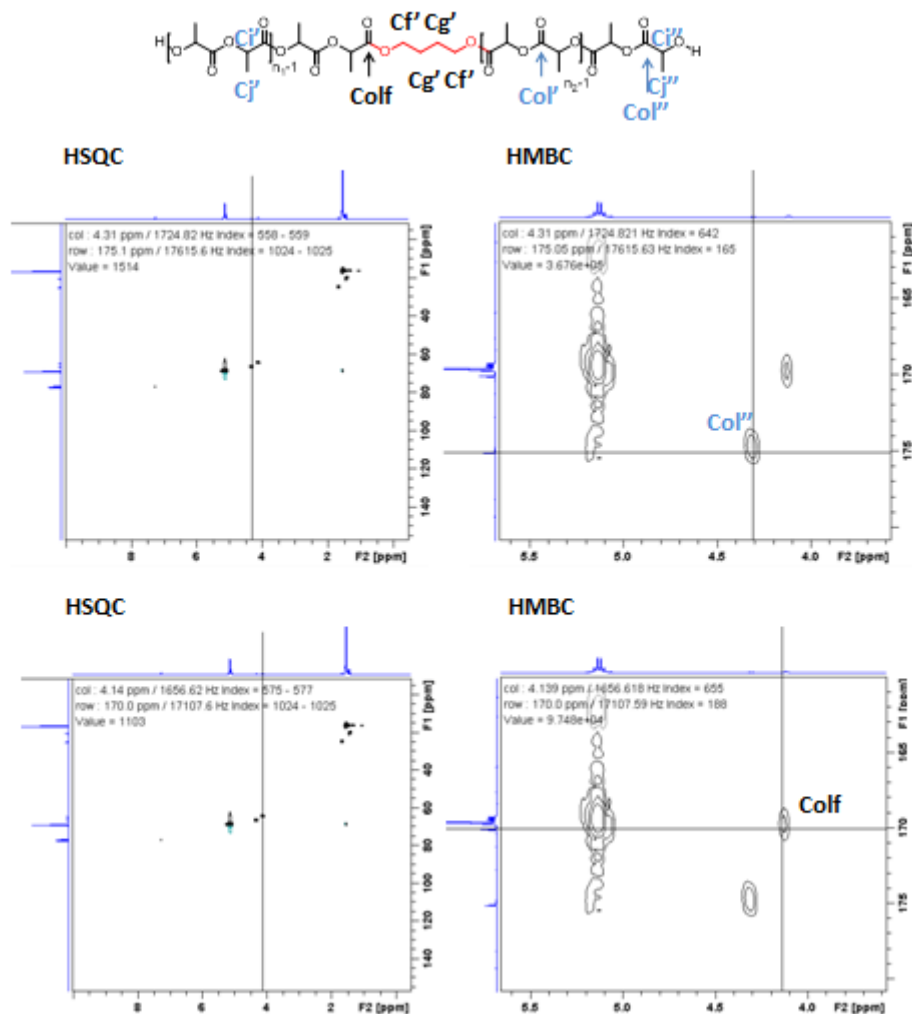 Cf' Cg'
H O O O O Ci' O O O O O O O O O Ci'' O H
n1-1 n2-1
Cj' Colf Cg' Cf' Col' Cj''
Col''
HSQC HMBC
col : 4.31 ppm / 1724.82 Hz Index = 558 - 559
row : 175.1 ppm / 17615.6 Hz Index = 1024 - 1025
Value = 1514
col : 4.31 ppm / 1724.821 Hz Index = 642
row : 175.05 ppm / 17615.63 Hz Index = 165
Value = 3.676e+05
F1 [ppm]
40
60
80
100
120
140
8 6 4 2 F2 [ppm]
Col''
F1 [ppm]
165
170
175
5.5 5.0 4.5 4.0 F2 [ppm]
HSQC HMBC
col : 4.14 ppm / 1656.62 Hz Index = 575 - 577
row : 170.0 ppm / 17107.6 Hz Index = 1024 - 1025
Value = 1103
col : 4.139 ppm / 1656.618 Hz Index = 655
row : 170.0 ppm / 17107.59 Hz Index = 188
Value = 9.748e+04
F1 [ppm]
40
60
80
100
120
140
8 6 4 2 F2 [ppm]
Colf
F1 [ppm]
165
170
175
5.5 5.0 4.5 4.0 F2 [ppm]